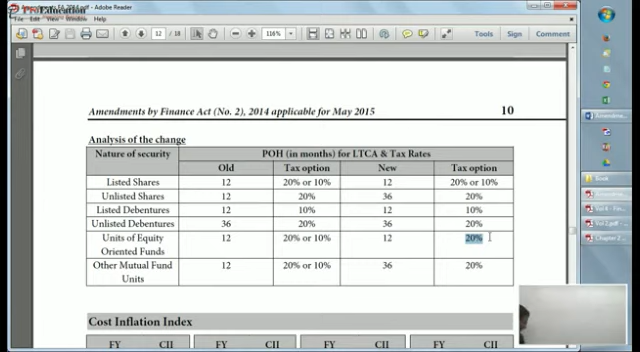 Edit View Window Help
12 / 18
116%
Tools Sign Comment
Amendments by Finance Act (No. 2), 2014 applicable for May 2015 10
Analysis of the change
Nature of security POH (in months) for LTCA & Tax Rates
Old Tax option New Tax option
Listed Shares 12 20% or 10% 12 20% or 10%
Unlisted Shares 12 20% 36 20%
Listed Debentures 12 10% 12 10%
Unlisted Debentures 36 20% 36 20%
Units of Equity Oriented Funds 12 20% or 10% 12 20%
Other Mutual Fund Units 12 20% or 10% 36 20%
Cost Inflation Index
FY CII FY CII FY CII FY CII
Book
Chapter 2